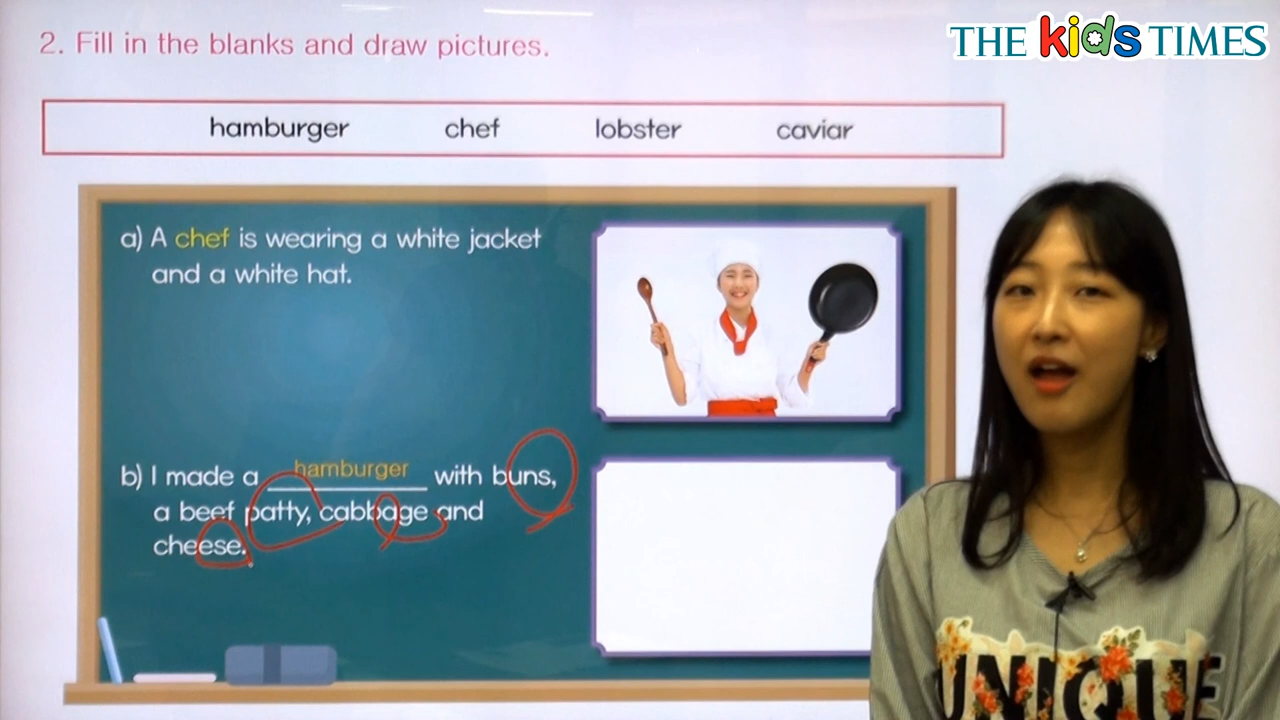 2. Fill in the blanks and draw pictures.
THE kids TIMES
hamburger chef lobster caviar
a) A chef is wearing a white jacket
and a white hat.
b) I made a hamburger with buns,
a beef patty, cabbage and
cheese.
UNIQUE